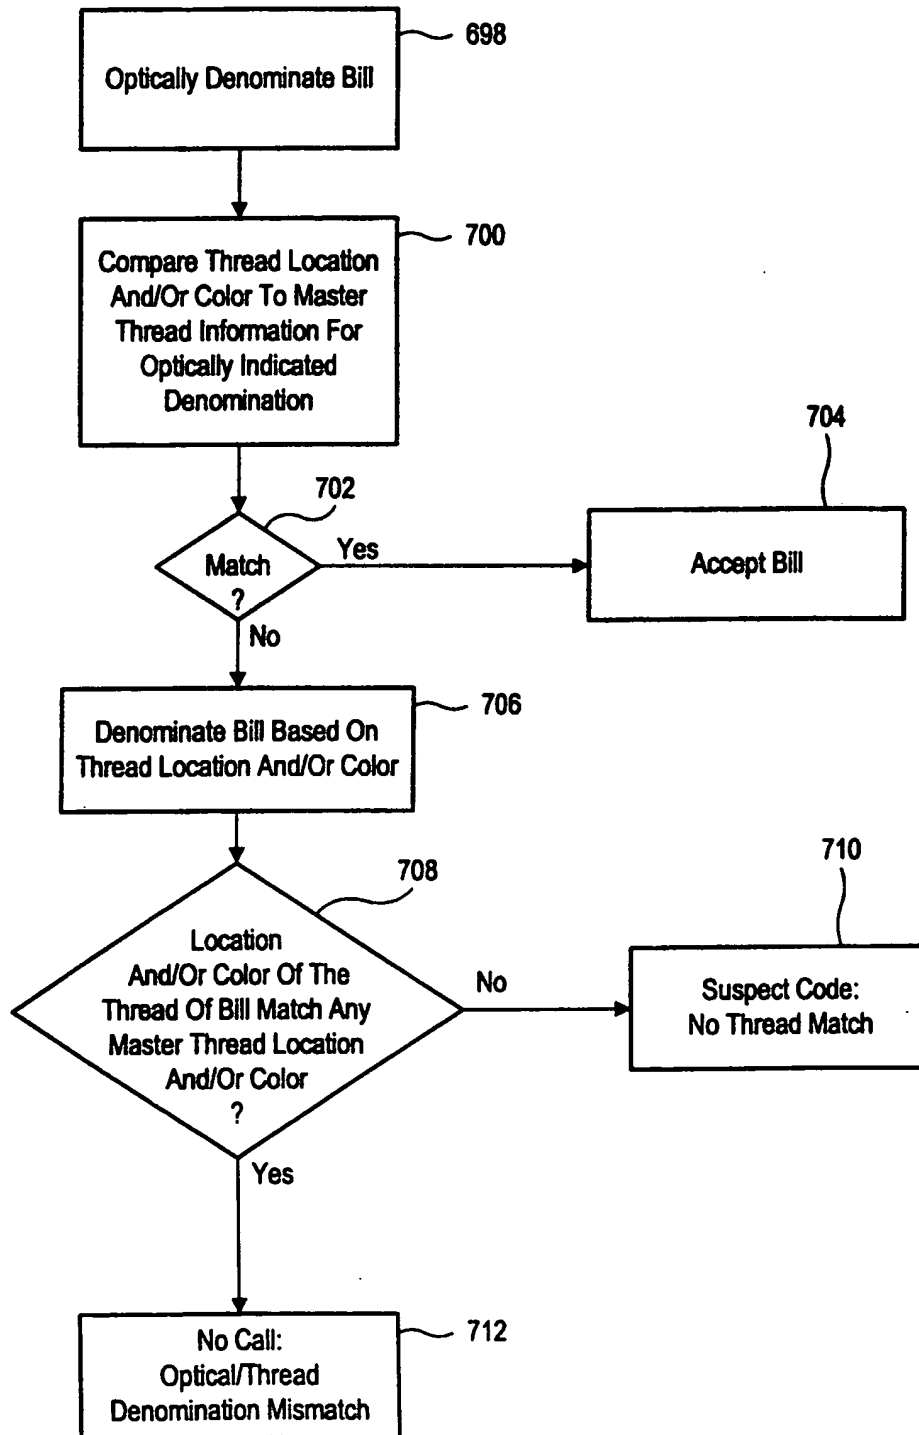 698
Optically Denominate Bill
700
Compare Thread Location
And/Or Color To Master
Thread Information For
Optically Indicated
Denomination
704
702
Match
?
Yes
Accept Bill
No
706
Denominate Bill Based On
Thread Location And/Or Color
710
708
Location
And/Or Color Of The
Thread Of Bill Match Any
Master Thread Location
And/Or Color
?
No
Suspect Code:
No Thread Match
Yes
712
No Call:
Optical/Thread
Denomination Mismatch